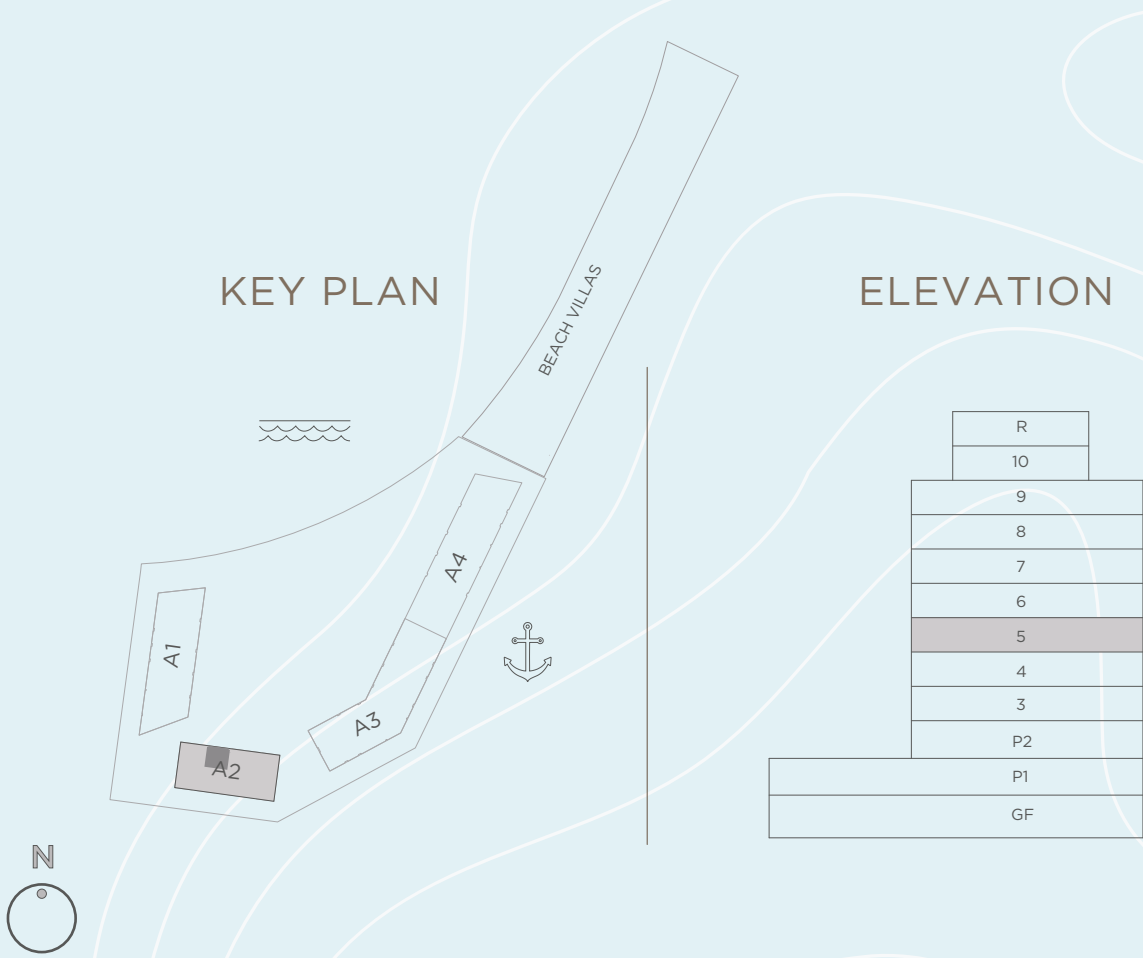 KEY PLAN
BEACH VILLAS
A4
A1
A3
A2
N
ELEVATION
R
10
9
8
7
6
5
4
3
P2
P1
GF